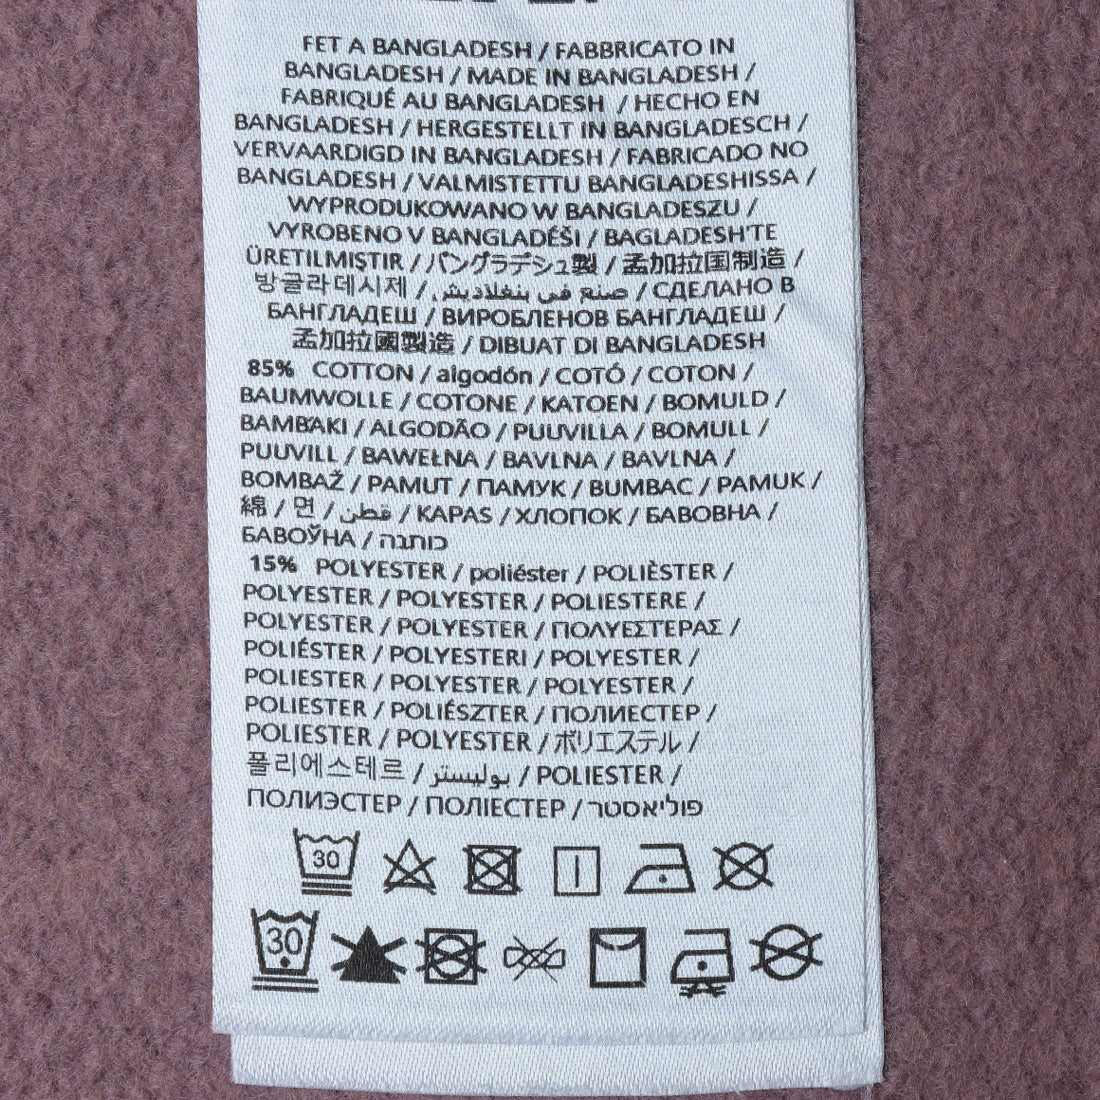 FET A BANGLADESH / FABBRICATO IN
BANGLADESH / MADE IN BANGLADESH /
FABRIQUÉ AU BANGLADESH / HECHO EN
BANGLADESH / HERGESTELLT IN BANGLADESCH /
VERVAARDIGD IN BANGLADESH / FABRICADO NO
BANGLADESH / VALMISTETTU BANGLADESHISSA /
WYPRODUKOWANO W BANGLADESZU /
VYROBENO V BANGLADÉŠI / BAGLADESH'TE
ÜRETILMIŞTIR / バングラデシュ製 / 孟加拉国制造 /
방글라데시제 / صنع في بنغلاديش. / СДЕЛАНО В
БАНГЛАДЕШ / ВИРОБЛЕНОВ БАНГЛАДЕШ /
孟加拉國製造 / DIBUAT DI BANGLADESH
85% COTTON / algodón / COTÓ / COTON /
BAUMWOLLE / COTONE / KATOEN / BOMULD /
ΒΑΜΒ'ΑΚΙ / ALGODÃO / PUUVILLA / BOMULL /
PUUVILL / BAWEŁNA / BAVLNA / BAVLNA /
BOMBAŽ / PAMUT / ПАМУК / BUMBAC / PAMUK /
綿 / 면 / قطن / KAPAS / ХЛОПОК / БАВОВНА /
БАВОЎНА / כותנה
15% POLYESTER / poliéster / POLIÈSTER /
POLYESTER / POLYESTER / POLIESTERE /
POLYESTER / POLYESTER / ΠΟΛΥΕΣΤΕΡΑΣ /
POLIÉSTER / POLYESTERI / POLYESTER /
POLIESTER / POLYESTER / POLYESTER /
POLIESTER / POLIÉSZTER / ПОЛИЕСТЕР /
POLIESTER / POLYESTER / ポリエステル /
폴리에스테르 / بوليستر / POLIESTER /
ПОЛИЭСТЕР / ПОЛІЕСТЕР / פוליאסטר
30
30